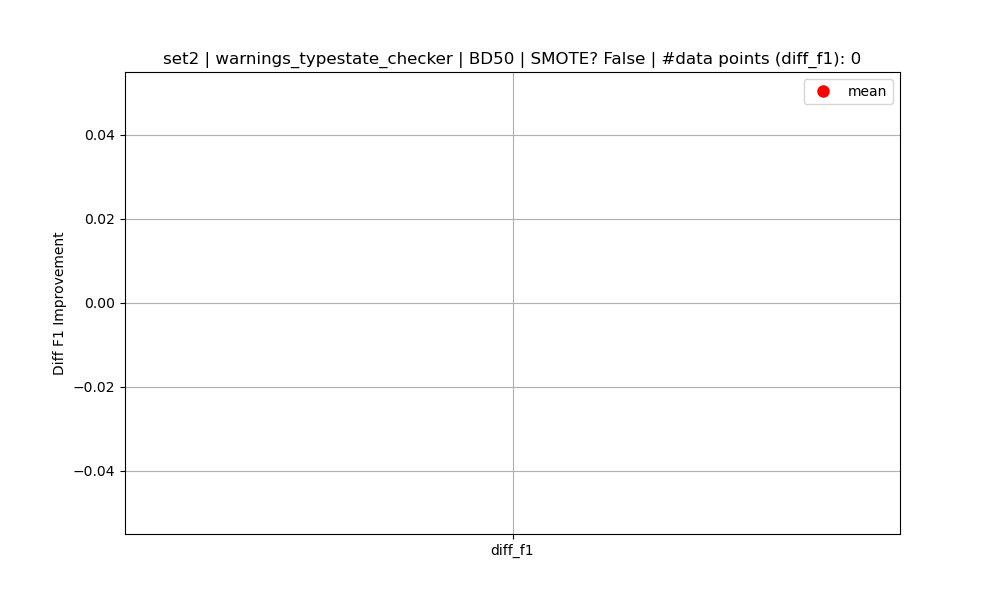 set2 | warnings_typestate_checker | BD50 | SMOTE? False | #data points (diff_f1): 0
mean
0.04
0.02
0.00
−0.02
−0.04
Diff F1 Improvement
diff_f1